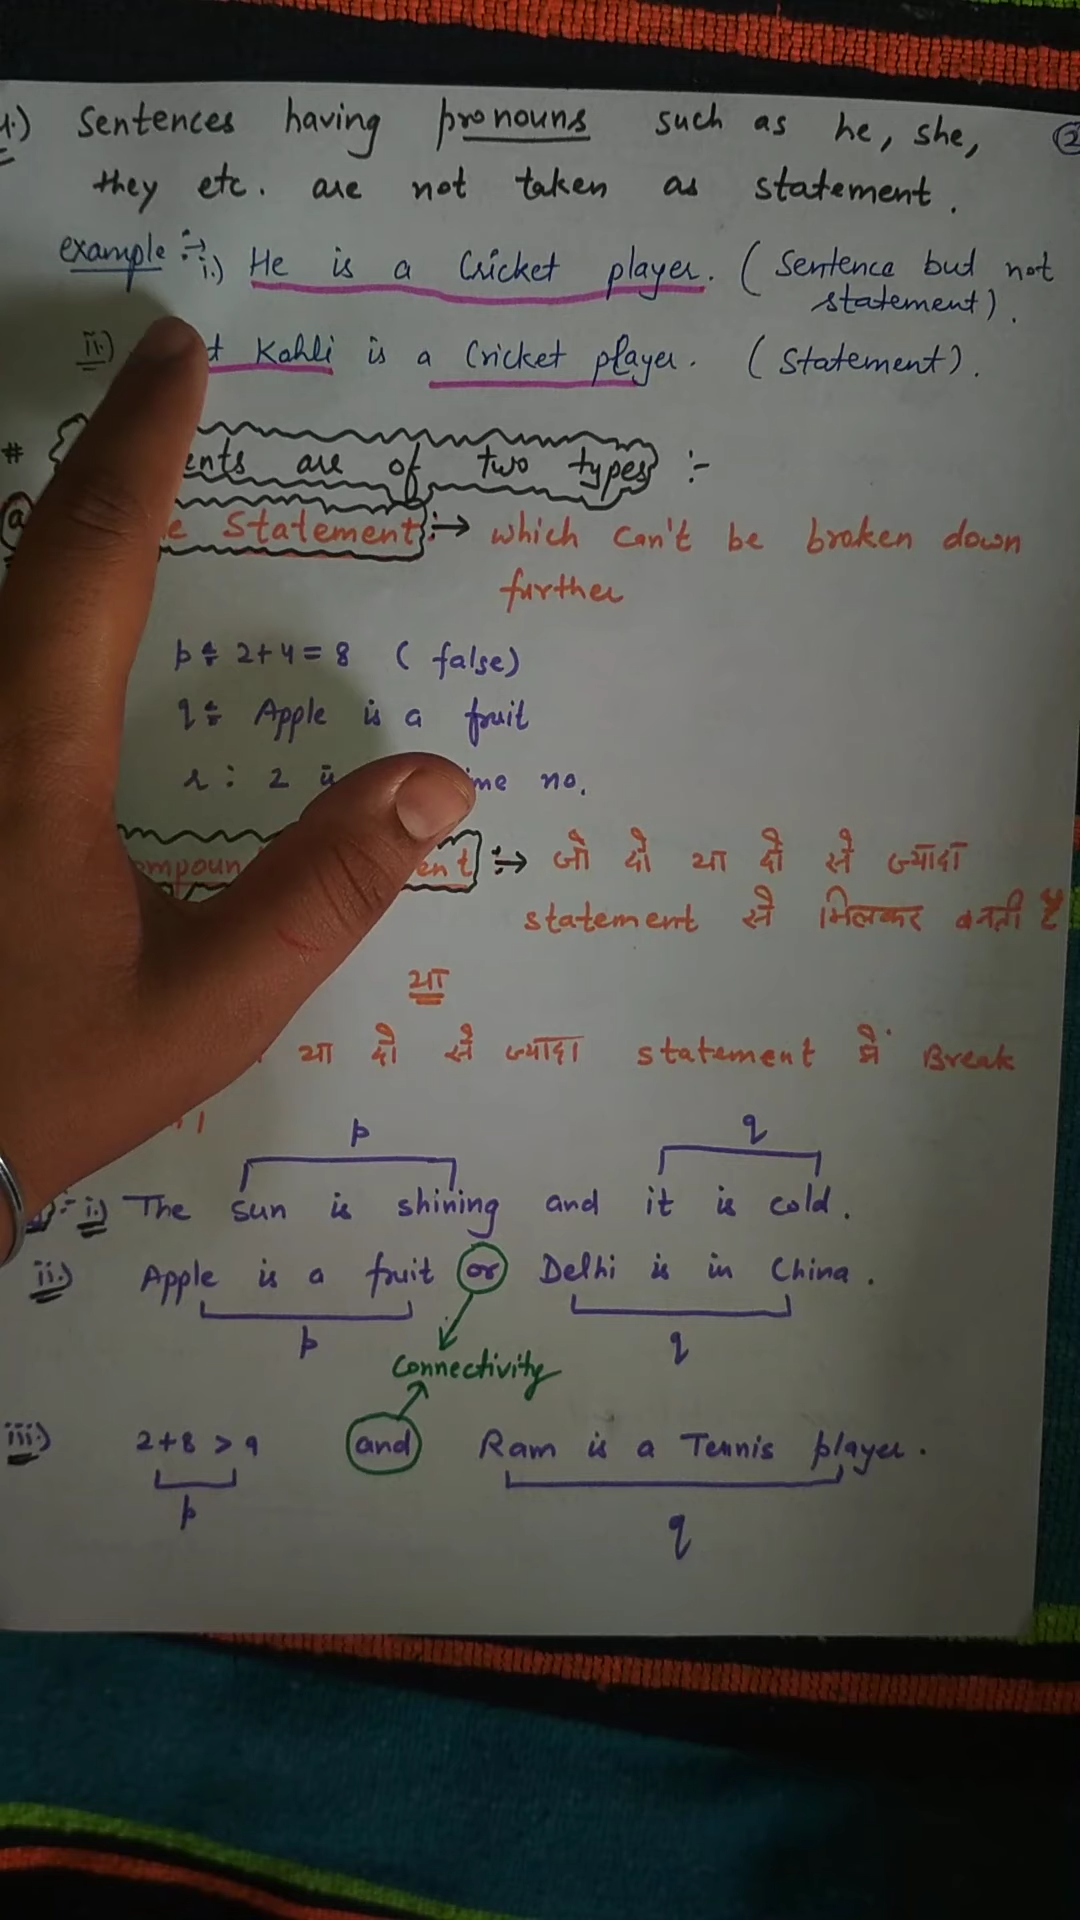 ② 
Sentences having pronouns such as he, she,
they etc. are not taken as statement.
example :→ i.) He is a Cricket player. (Sentence but not
statement).
ii.) Kohli is a Cricket player. (Statement).
# are of two types :-
(a) Statement :→ which can't be broken down
further
p : 2+4=8 (false)
q : Apple is a fruit
r : 2 no.
:→ जो दो या दो से ज्यादा
statement से मिलकर बनती है
या
या दो से ज्यादा statement में Break
p q
i.) The sun is shining and it is cold.
ii.) Apple is a fruit or Delhi is in China.
p q
Connectivity
iii.) 2+8 > 9 and Ram is a Tennis player.
p q